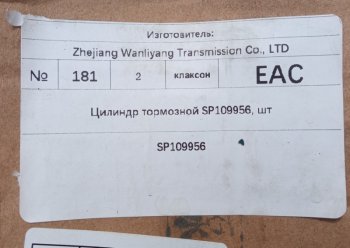 Изготовитель:
Zhejiang Wanliyang Transmission Co., LTD
№ 181 2 клаксон EAC
Цилиндр тормозной SP109956, шт
SP109956